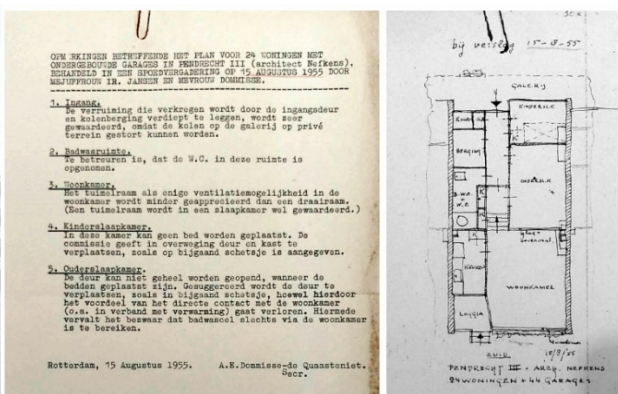 OPMERKINGEN BETREFFENDE HET PLAN VOOR 24 WONINGEN MET
ONDERGEBOUWDE GARAGES IN PENDRECHT III (architect Nefkens),
BEHANDELD IN EEN SPOEDVERGADERING OP 15 AUGUSTUS 1955 DOOR
MEJUFFROUW IR. JANSEN EN MEVROUW DOMMISSE.
1. Ingang.
De verruiming die verkregen wordt door de ingangsdeur
en kolenberging verdiept te leggen, wordt zeer
gewaardeerd, omdat de kolen op de galerij op privé
terrein gestort kunnen worden.
2. Badwasruimte.
Te betreuren is, dat de W.C. in deze ruimte is
opgenomen.
3. Woonkamer.
Het tuimelraam als enige ventilatiemogelijkheid in de
woonkamer wordt minder geapprecieerd dan een draairaam.
(Een tuimelraam wordt in een slaapkamer wel gewaardeerd.)
4. Kinderslaapkamer.
In deze kamer kan geen bed worden geplaatst. De
commissie geeft in overweging deur en kast te
verplaatsen, zoals op bijgaand schetsje is aangegeven.
5. Ouderslaapkamer.
De deur kan niet geheel worden geopend, wanneer de
bedden geplaatst zijn. Gesuggereerd wordt de deur te
verplaatsen, zoals in bijgaand schetsje, hoewel hierdoor
het voordeel van het directe contact met de woonkamer
(o.a. in verband met verwarming) gaat verloren. Hiermede
vervalt het bezwaar dat badwascel slechts via de woonkamer
is te bereiken.
Rotterdam, 15 Augustus 1955. A.E.Dommisse-de Quasteniet.
Secr.
bij verslag 15-8-55
GALERIJ
KINDERSLK
BERGING
OUDERSLK
W.C.
KEUKEN
WOONKAMER
LOGGIA
ZUID
PENDRECHT III + ARCH. NEFKENS
24 WONINGEN + 44 GARAGES